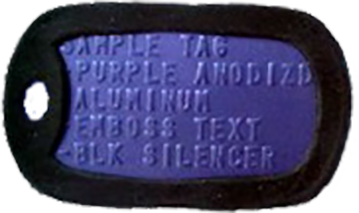 SAMPLE TAG
-PURPLE ANODIZD
ALUMINUM
-EMBOSS TEXT
-BLK SILENCER